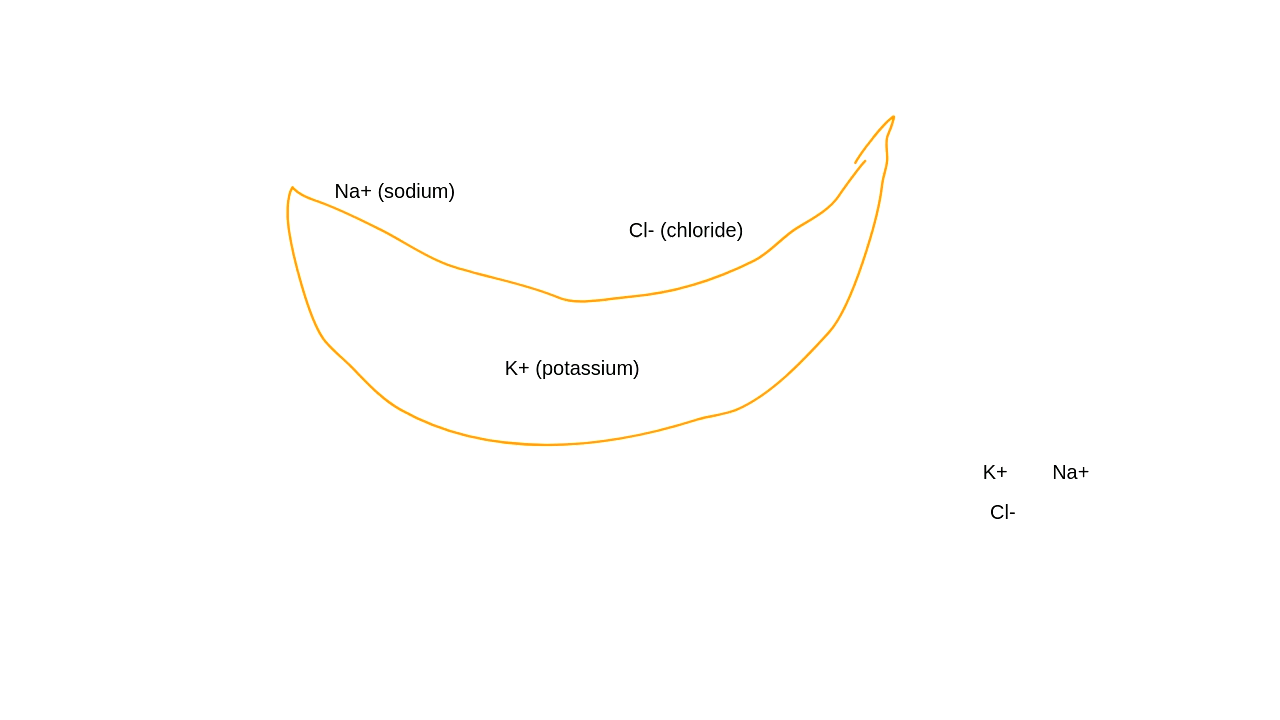 Na+ (sodium)
Cl- (chloride)
K+ (potassium)
K+ Na+
Cl-